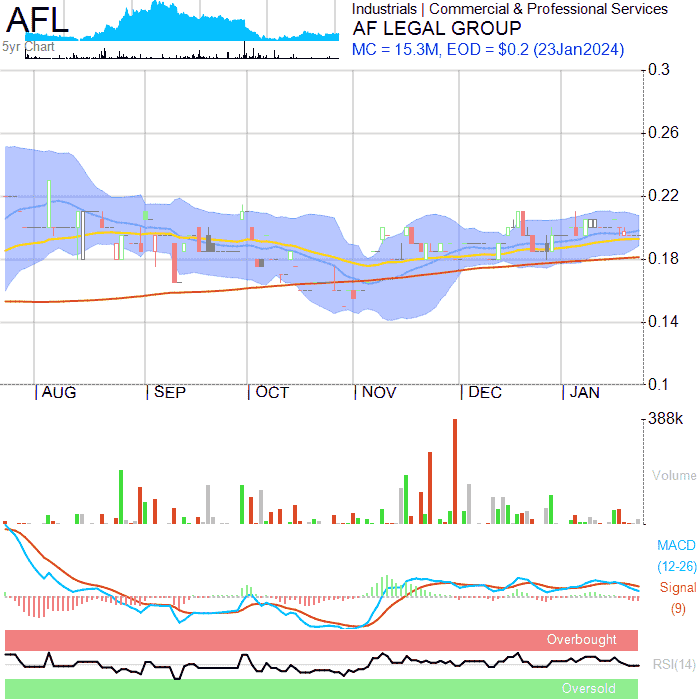 AFL
Industrials | Commercial & Professional Services
AF LEGAL GROUP
MC = 15.3M, EOD = $0.2 (23Jan2024)
5yr Chart
0.3
0.26
0.22
0.18
0.14
0.1
| AUG | SEP | OCT | NOV | DEC | JAN
388k
Volume
MACD
(12-26)
Signal
(9)
Overbought
RSI(14)
Oversold